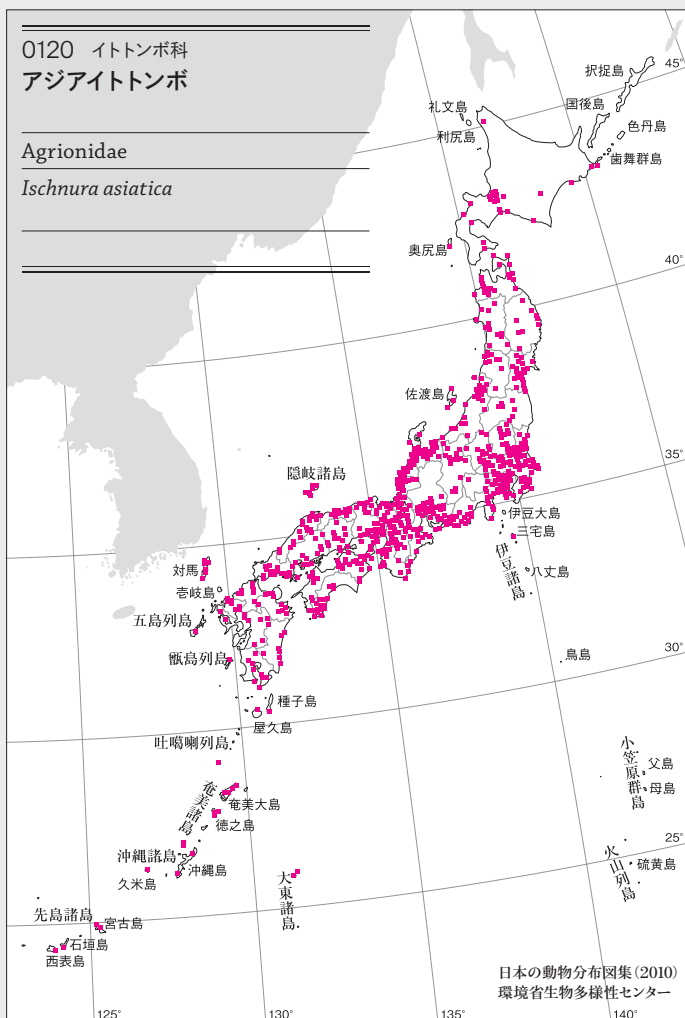 0120 イトトンボ科
アジアイトトンボ
Agrionidae
Ischnura asiatica
45°
択捉島
国後島
礼文島
色丹島
利尻島
歯舞群島
奥尻島
40°
佐渡島
35°
隠岐諸島
伊豆大島
三宅島
伊豆諸島
八丈島
対馬
壱岐島
五島列島
甑島列島
30°
鳥島
種子島
屋久島
吐噶喇列島
小笠原群島
父島
母島
奄美諸島
奄美大島
徳之島
25°
沖縄諸島
沖縄島
久米島
火山列島
硫黄島
大東諸島
先島諸島
宮古島
石垣島
西表島
日本の動物分布図集(2010)
環境省生物多様性センター
125°
130°
135°
140°